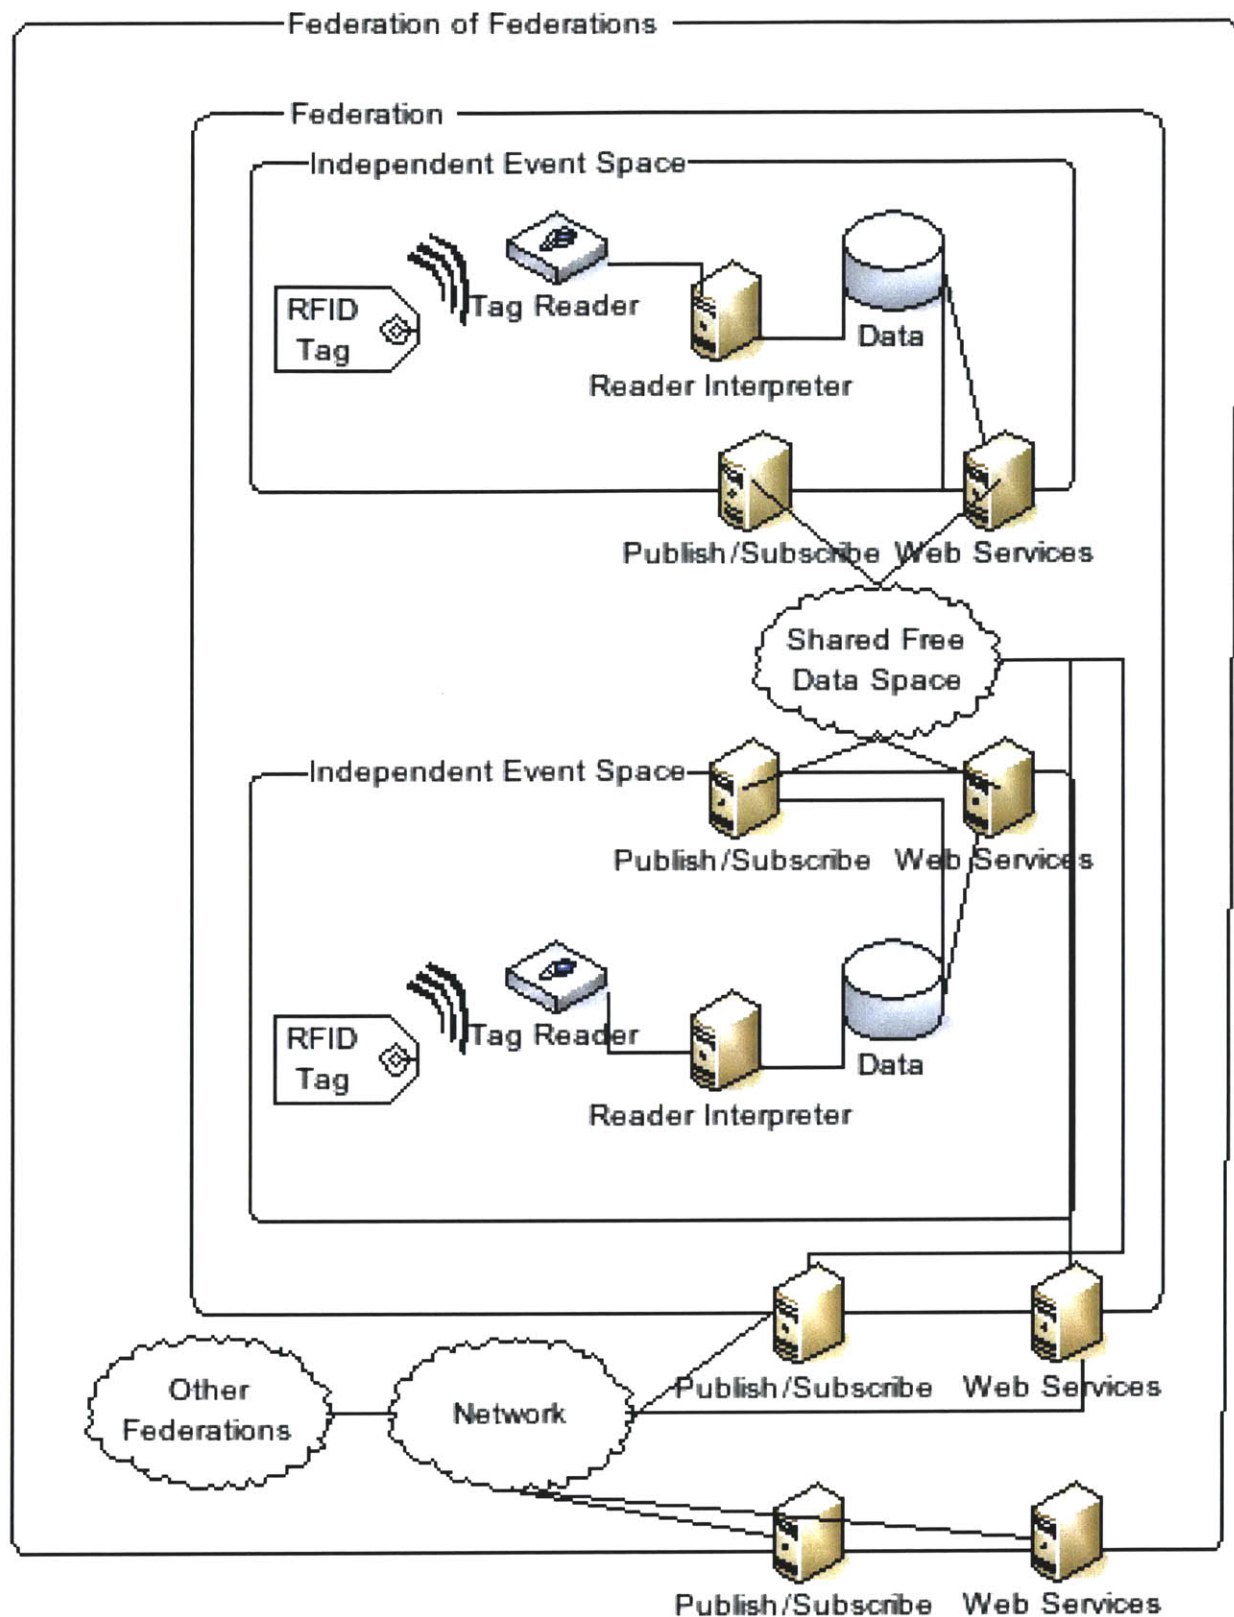 Federation of Federations
Federation
Independent Event Space
RFID
Tag
Tag Reader
Reader Interpreter
Data
Publish/Subscribe
Web Services
Shared Free
Data Space
Independent Event Space
Publish/Subscribe
Web Services
RFID
Tag
Tag Reader
Reader Interpreter
Data
Publish/Subscribe
Web Services
Other
Federations
Network
Publish/Subscribe
Web Services